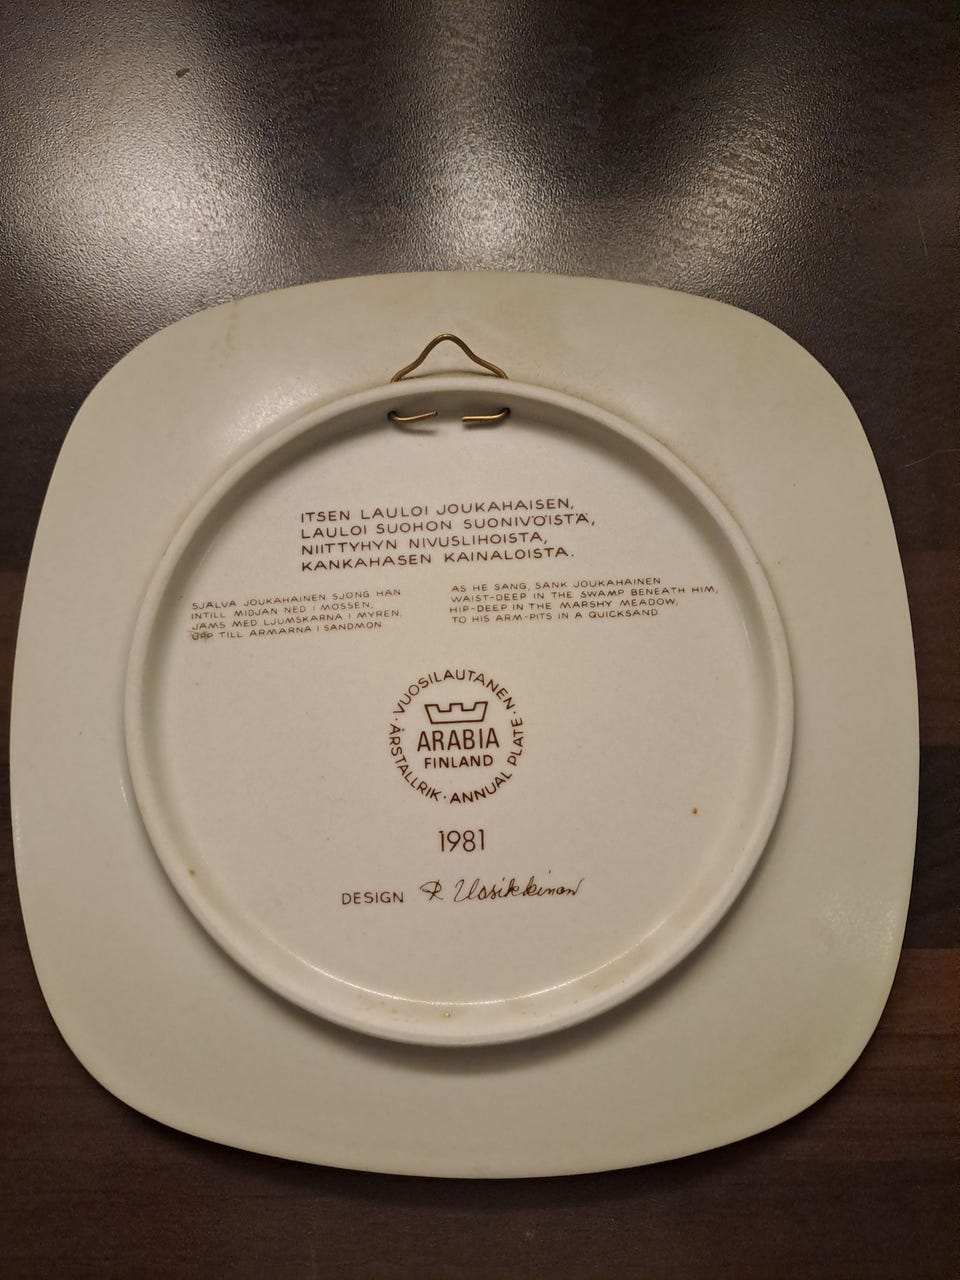 ITSEN LAULOI JOUKAHAISEN,
LAULOI SUOHON SUONIVÖISTÄ,
NIITTYHYN NIVUSLIHOISTA,
KANKAHASEN KAINALOISTA.
SJÄLVA JOUKAHAINEN SJÖNG HAN
INTILL MIDJAN NED I MOSSEN,
JÄMS MED LJUMSKARNA I MYREN,
UPP TILL ARMARNA I SANDMON
AS HE SANG, SANK JOUKAHAINEN
WAIST-DEEP IN THE SWAMP BENEATH HIM,
HIP-DEEP IN THE MARSHY MEADOW,
TO HIS ARM-PITS IN A QUICKSAND
· VUOSILAUTANEN · ANNUAL PLATE · ÅRSTALLRIK
ARABIA
FINLAND
1981
DESIGN R Uosikkinen